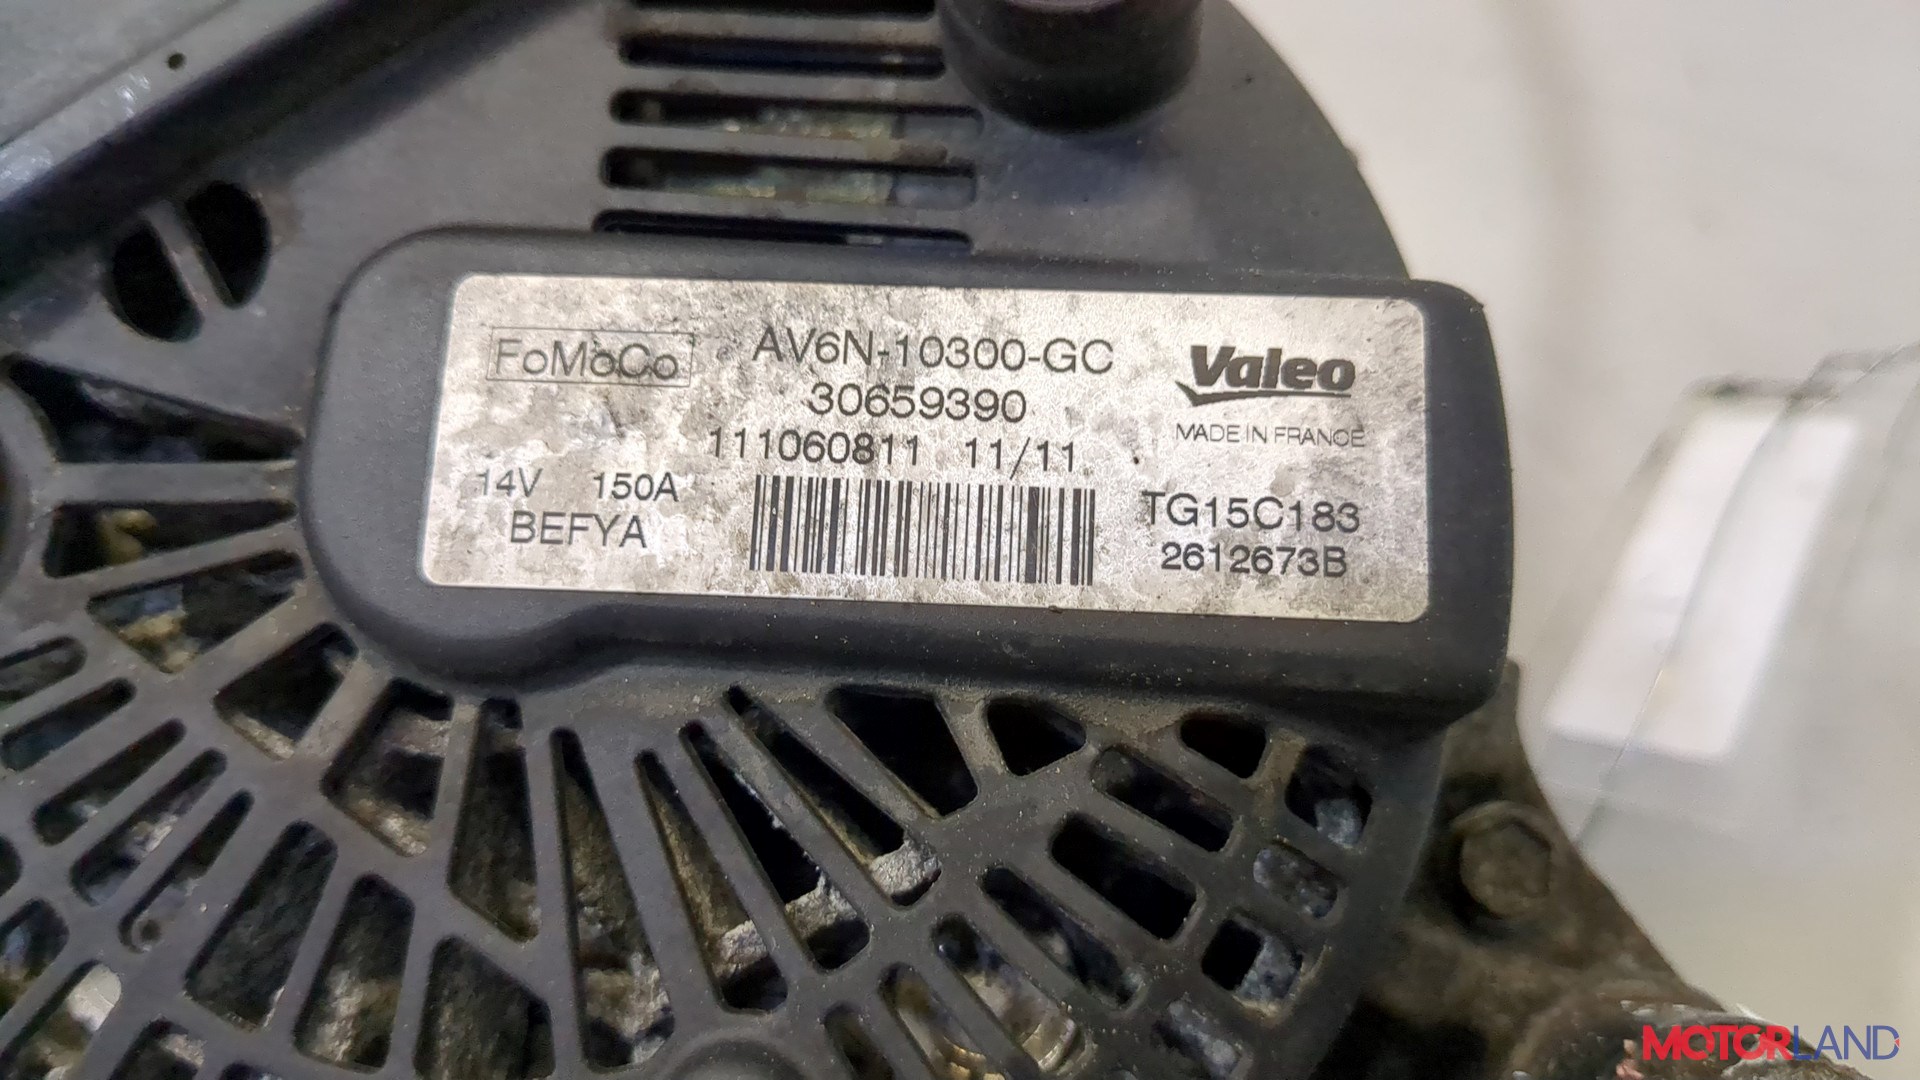 FoMoCo
AV6N-10300-GC
30659390
111060811 11/11
14V 150A
BEFYA
Valeo
MADE IN FRANCE
TG15C183
2612673B
MOTORLAND